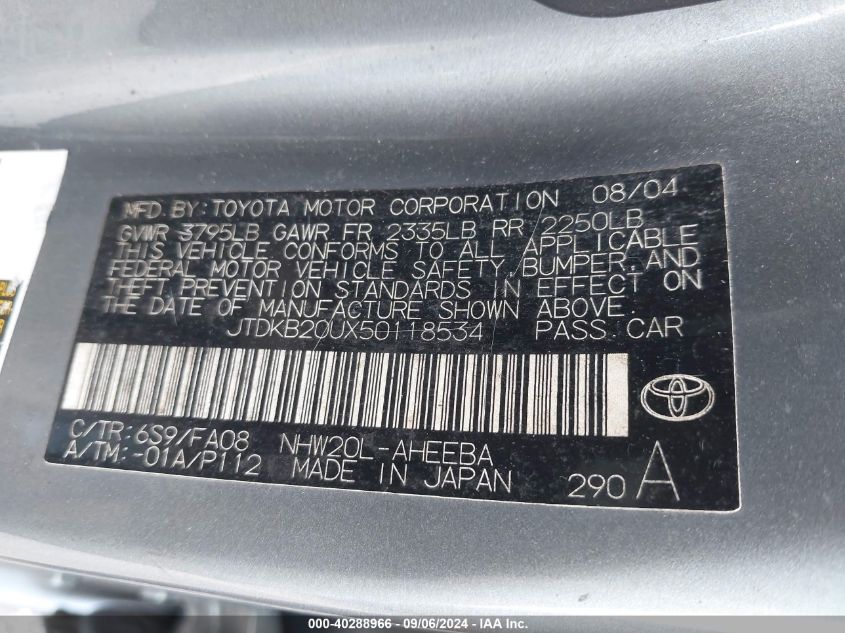 MFD. BY: TOYOTA MOTOR CORPORATION 08/04
GVWR 3795LB GAWR FR 2335LB RR 2250LB
THIS VEHICLE CONFORMS TO ALL APPLICABLE
FEDERAL MOTOR VEHICLE SAFETY, BUMPER, AND
THEFT PREVENTION STANDARDS IN EFFECT ON
THE DATE OF MANUFACTURE SHOWN ABOVE.
JTDKB20UX50118534 PASS CAR
C/TR: 6S9/FA08 NHW20L-AHEEBA
A/TM: -01A/P112 MADE IN JAPAN 290 A
000-40288966 - 09/06/2024 - IAA Inc.